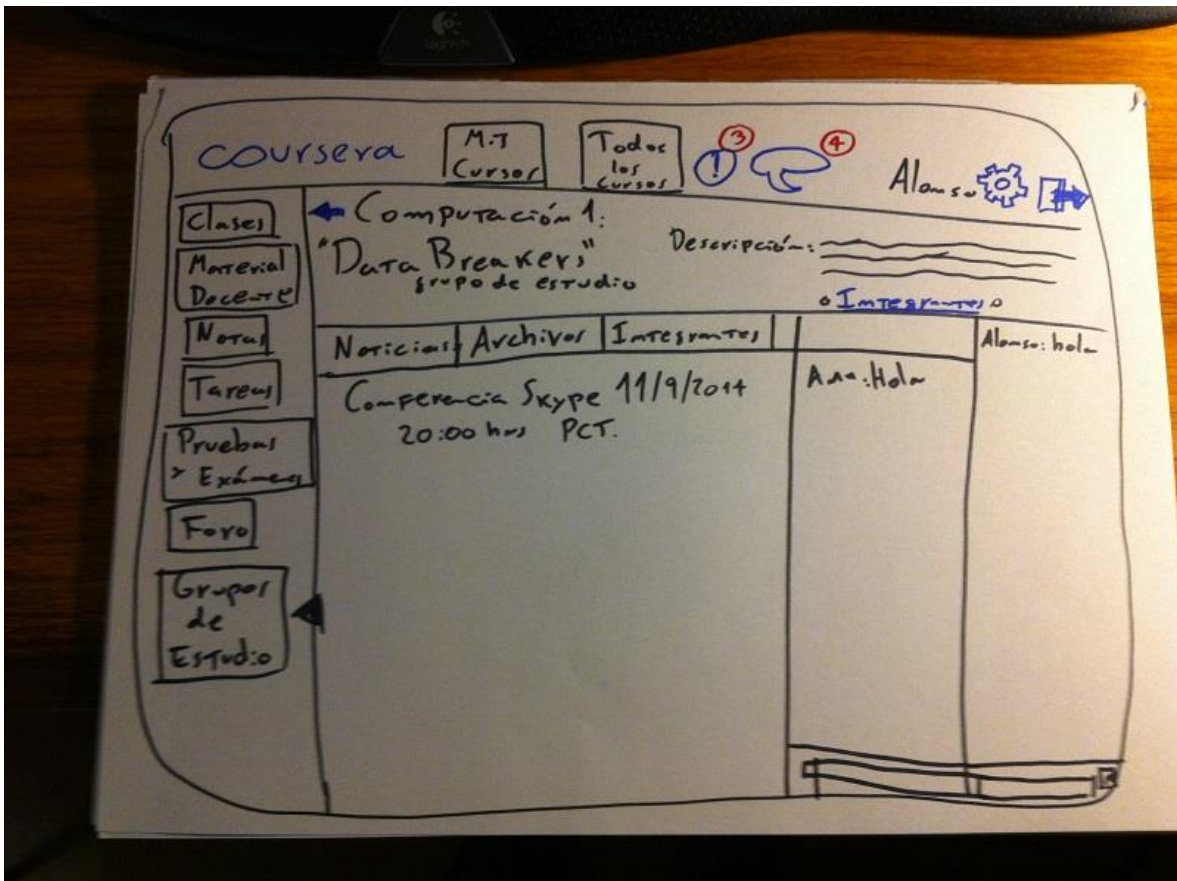 Logitech
coursera
Mis
Cursos
Todos
los
Cursos
!
3
4
Alonso
Clases
Material
Docente
Notas
Tareas
Pruebas
y Exámenes
Foro
Grupos
de
Estudio
Computación 1:
"Data Breakers"
grupo de estudio
Descripción:
Integrantes
Noticias
Archivos
Integrantes
Conferencia Skype 11/9/2014
20:00 hrs PCT.
Ana: Hola
Alonso: hola